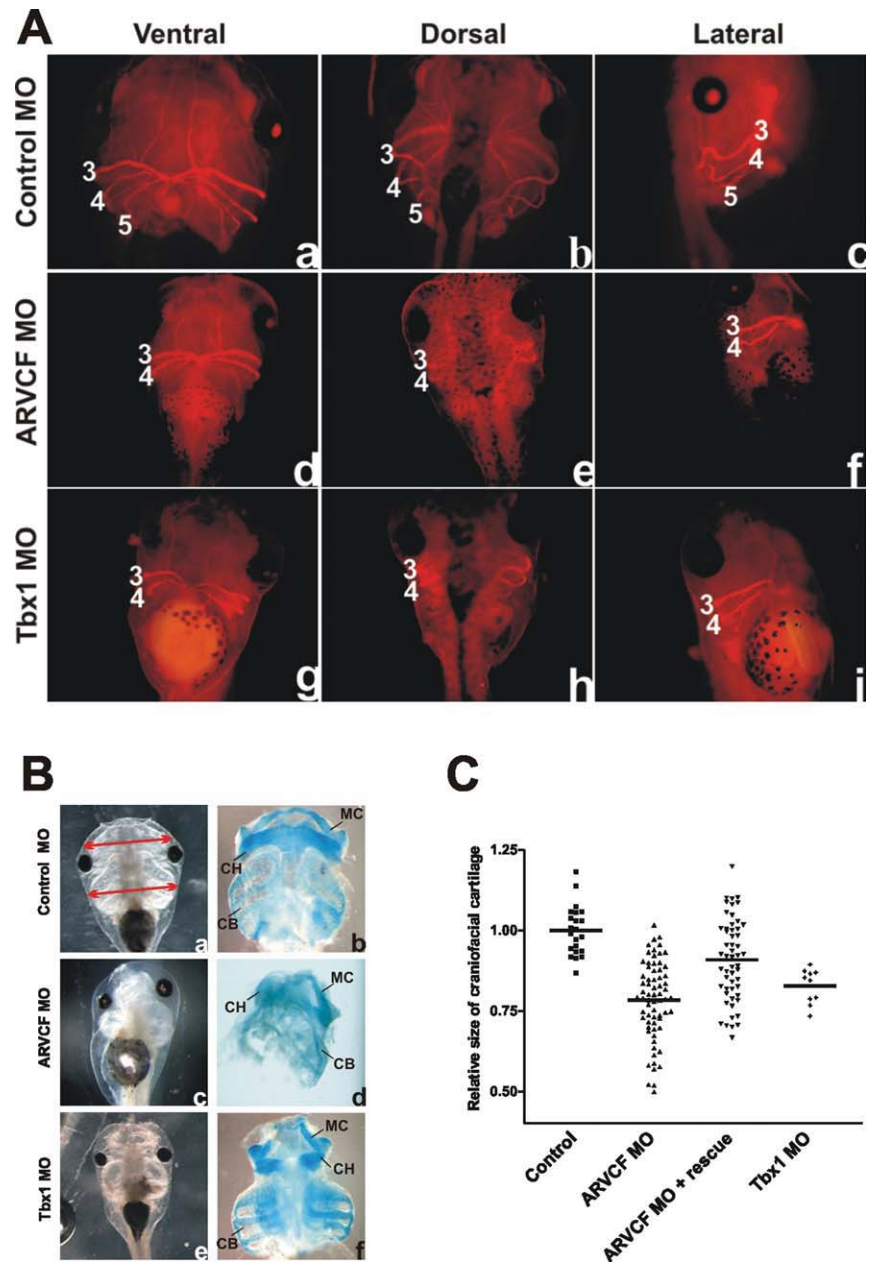 A
Ventral Dorsal Lateral
Control MO
3
4
5
a
3
4
5
b
3
4
5
c
ARVCF MO
3
4
d
3
4
e
3
4
f
Tbx1 MO
3
4
g
3
4
h
3
4
i
B
Control MO
a
MC
CH
CB
b
ARVCF MO
c
MC
CH
CB
d
Tbx1 MO
e
MC
CH
CB
f
C
Relative size of craniofacial cartilage
1.25
1.00
0.75
0.50
Control
ARVCF MO
ARVCF MO + rescue
Tbx1 MO